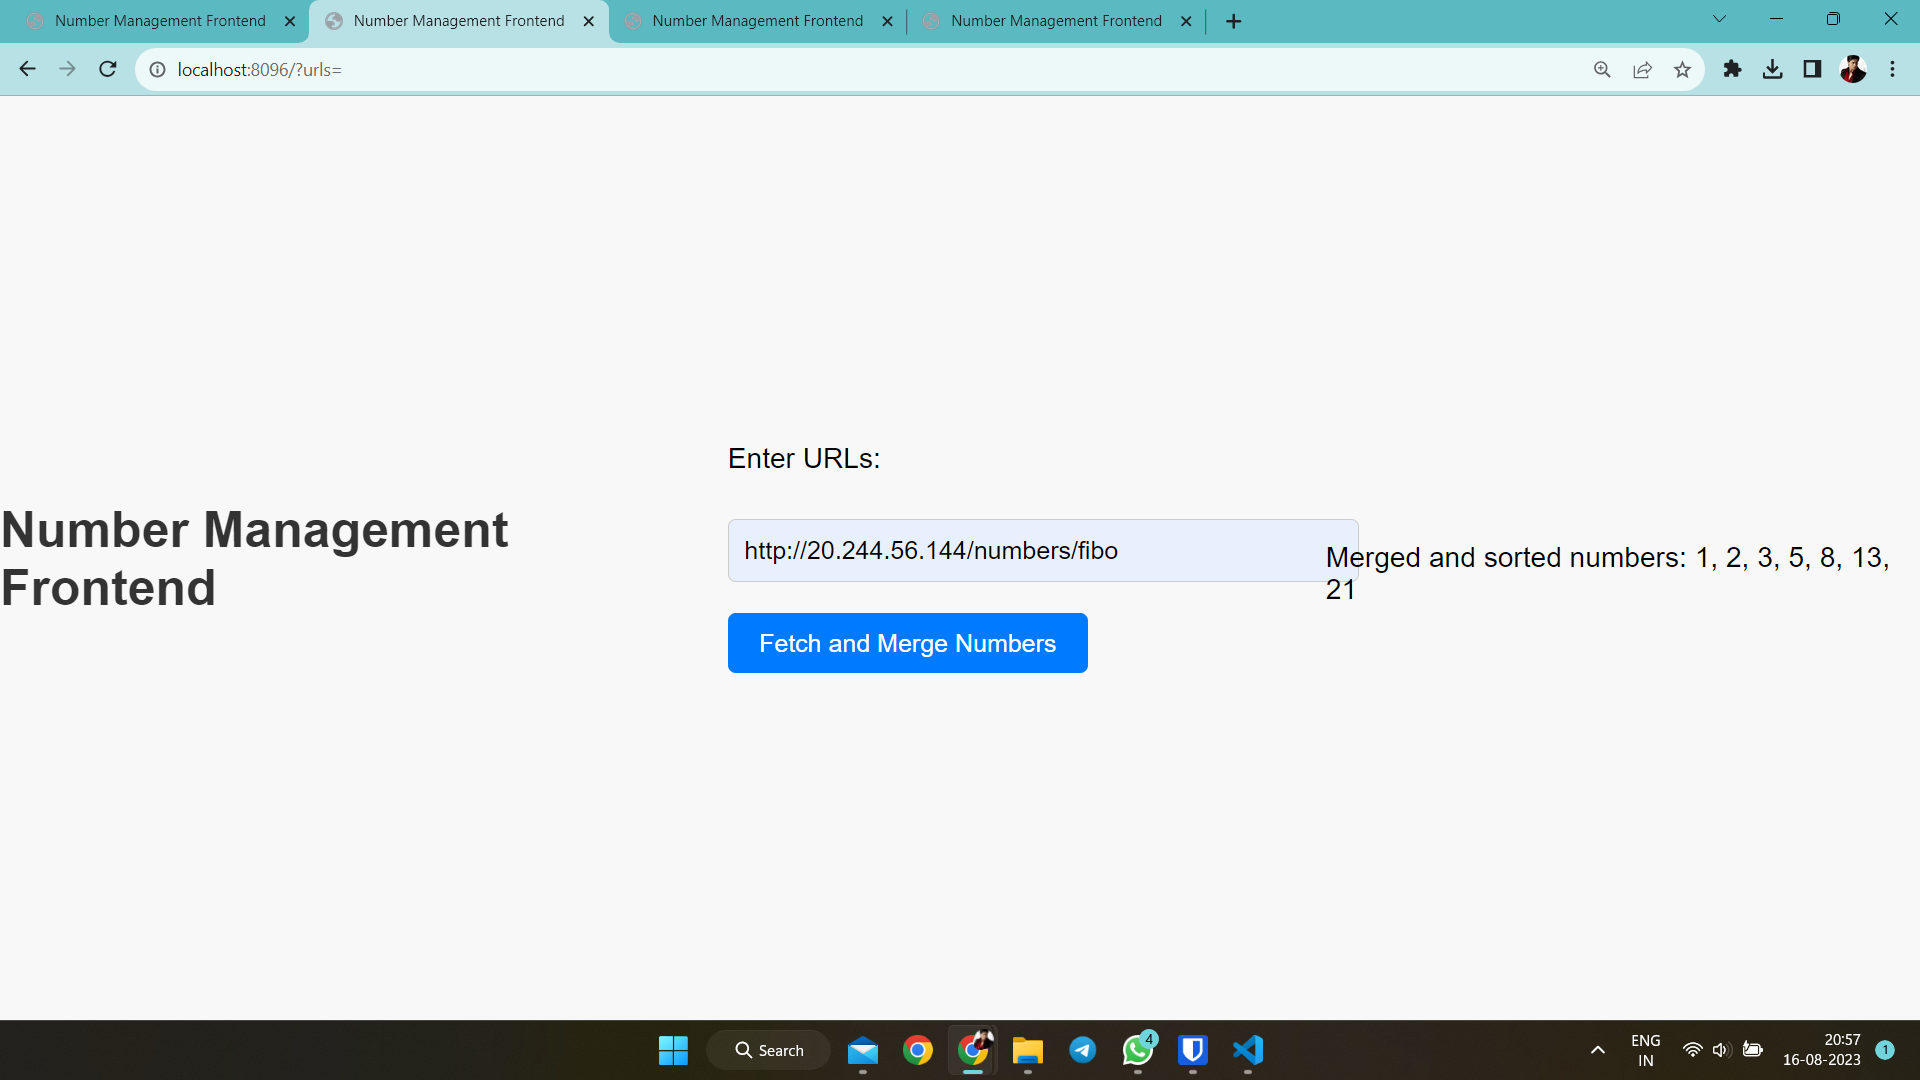 Number Management Frontend
Number Management Frontend
Number Management Frontend
Number Management Frontend
localhost:8096/?urls=
Enter URLs:
Number Management
Frontend
http://20.244.56.144/numbers/fibo
Merged and sorted numbers: 1, 2, 3, 5, 8, 13,
21
Fetch and Merge Numbers
Search
4
ENG
IN
20:57
16-08-2023
1